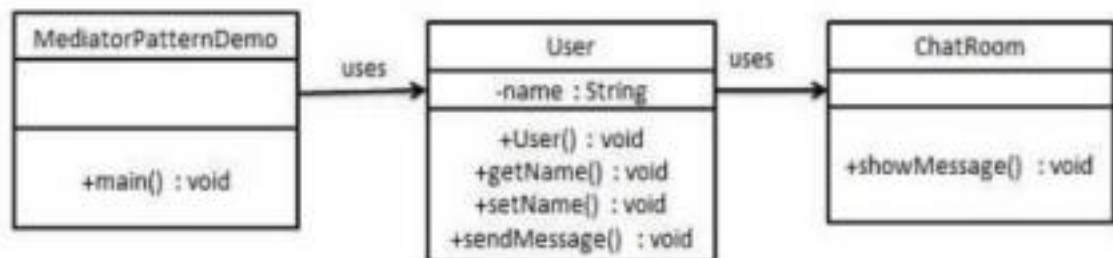 MediatorPatternDemo
+main() : void
uses
User
-name : String
+User() : void
+getName() : void
+setName() : void
+sendMessage() : void
uses
ChatRoom
+showMessage() : void